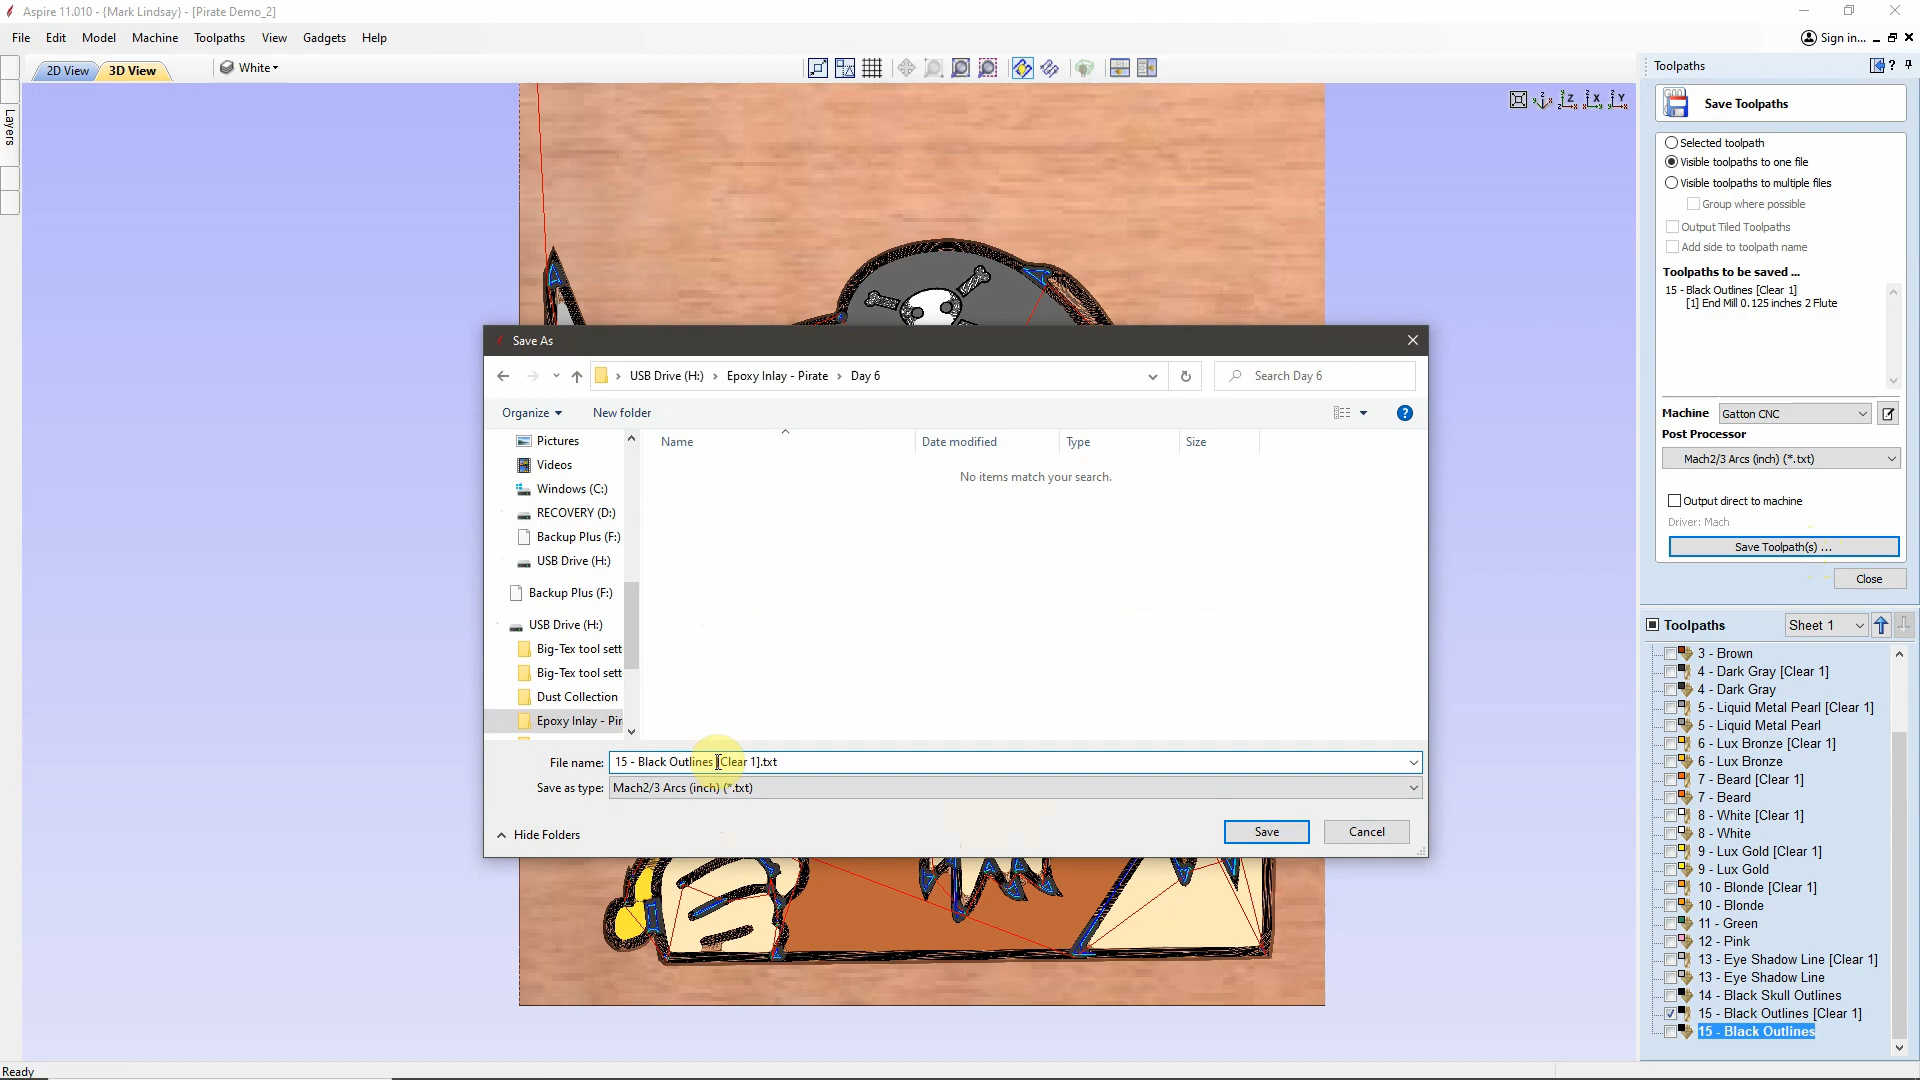 Aspire 11.010 - {Mark Lindsay} - [Pirate Demo_2]
File Edit Model Machine Toolpaths View Gadgets Help
Sign in...
2D View 3D View
White
Layers
Toolpaths
Save Toolpaths
Selected toolpath
Visible toolpaths to one file
Visible toolpaths to multiple files
Group where possible
Output Tiled Toolpaths
Add side to toolpath name
Toolpaths to be saved ...
15 - Black Outlines [Clear 1]
[1] End Mill 0.125 inches 2 Flute
Machine Gatton CNC
Post Processor
Mach2/3 Arcs (inch) (*.txt)
Output direct to machine
Driver: Mach
Save Toolpath(s) ...
Close
Save As
USB Drive (H:) › Epoxy Inlay - Pirate › Day 6
Search Day 6
Organize New folder
Name Date modified Type Size
No items match your search.
Pictures
Videos
Windows (C:)
RECOVERY (D:)
Backup Plus (F:)
USB Drive (H:)
Backup Plus (F:)
USB Drive (H:)
Big-Tex tool sett
Big-Tex tool sett
Dust Collection
Epoxy Inlay - Pir
File name: 15 - Black Outlines [Clear 1].txt
Save as type: Mach2/3 Arcs (inch) (*.txt)
Hide Folders
Save
Cancel
Toolpaths Sheet 1
3 - Brown
4 - Dark Gray [Clear 1]
4 - Dark Gray
5 - Liquid Metal Pearl [Clear 1]
5 - Liquid Metal Pearl
6 - Lux Bronze [Clear 1]
6 - Lux Bronze
7 - Beard [Clear 1]
7 - Beard
8 - White [Clear 1]
8 - White
9 - Lux Gold [Clear 1]
9 - Lux Gold
10 - Blonde [Clear 1]
10 - Blonde
11 - Green
12 - Pink
13 - Eye Shadow Line [Clear 1]
13 - Eye Shadow Line
14 - Black Skull Outlines
15 - Black Outlines [Clear 1]
15 - Black Outlines
Ready